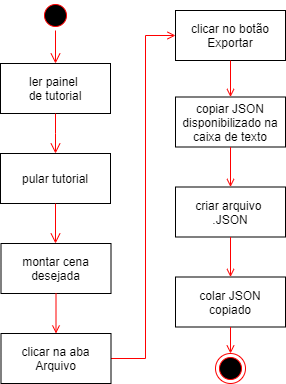 ler painel
de tutorial
pular tutorial
montar cena
desejada
clicar na aba
Arquivo
clicar no botão
Exportar
copiar JSON
disponibilizado na
caixa de texto
criar arquivo
.JSON
colar JSON
copiado